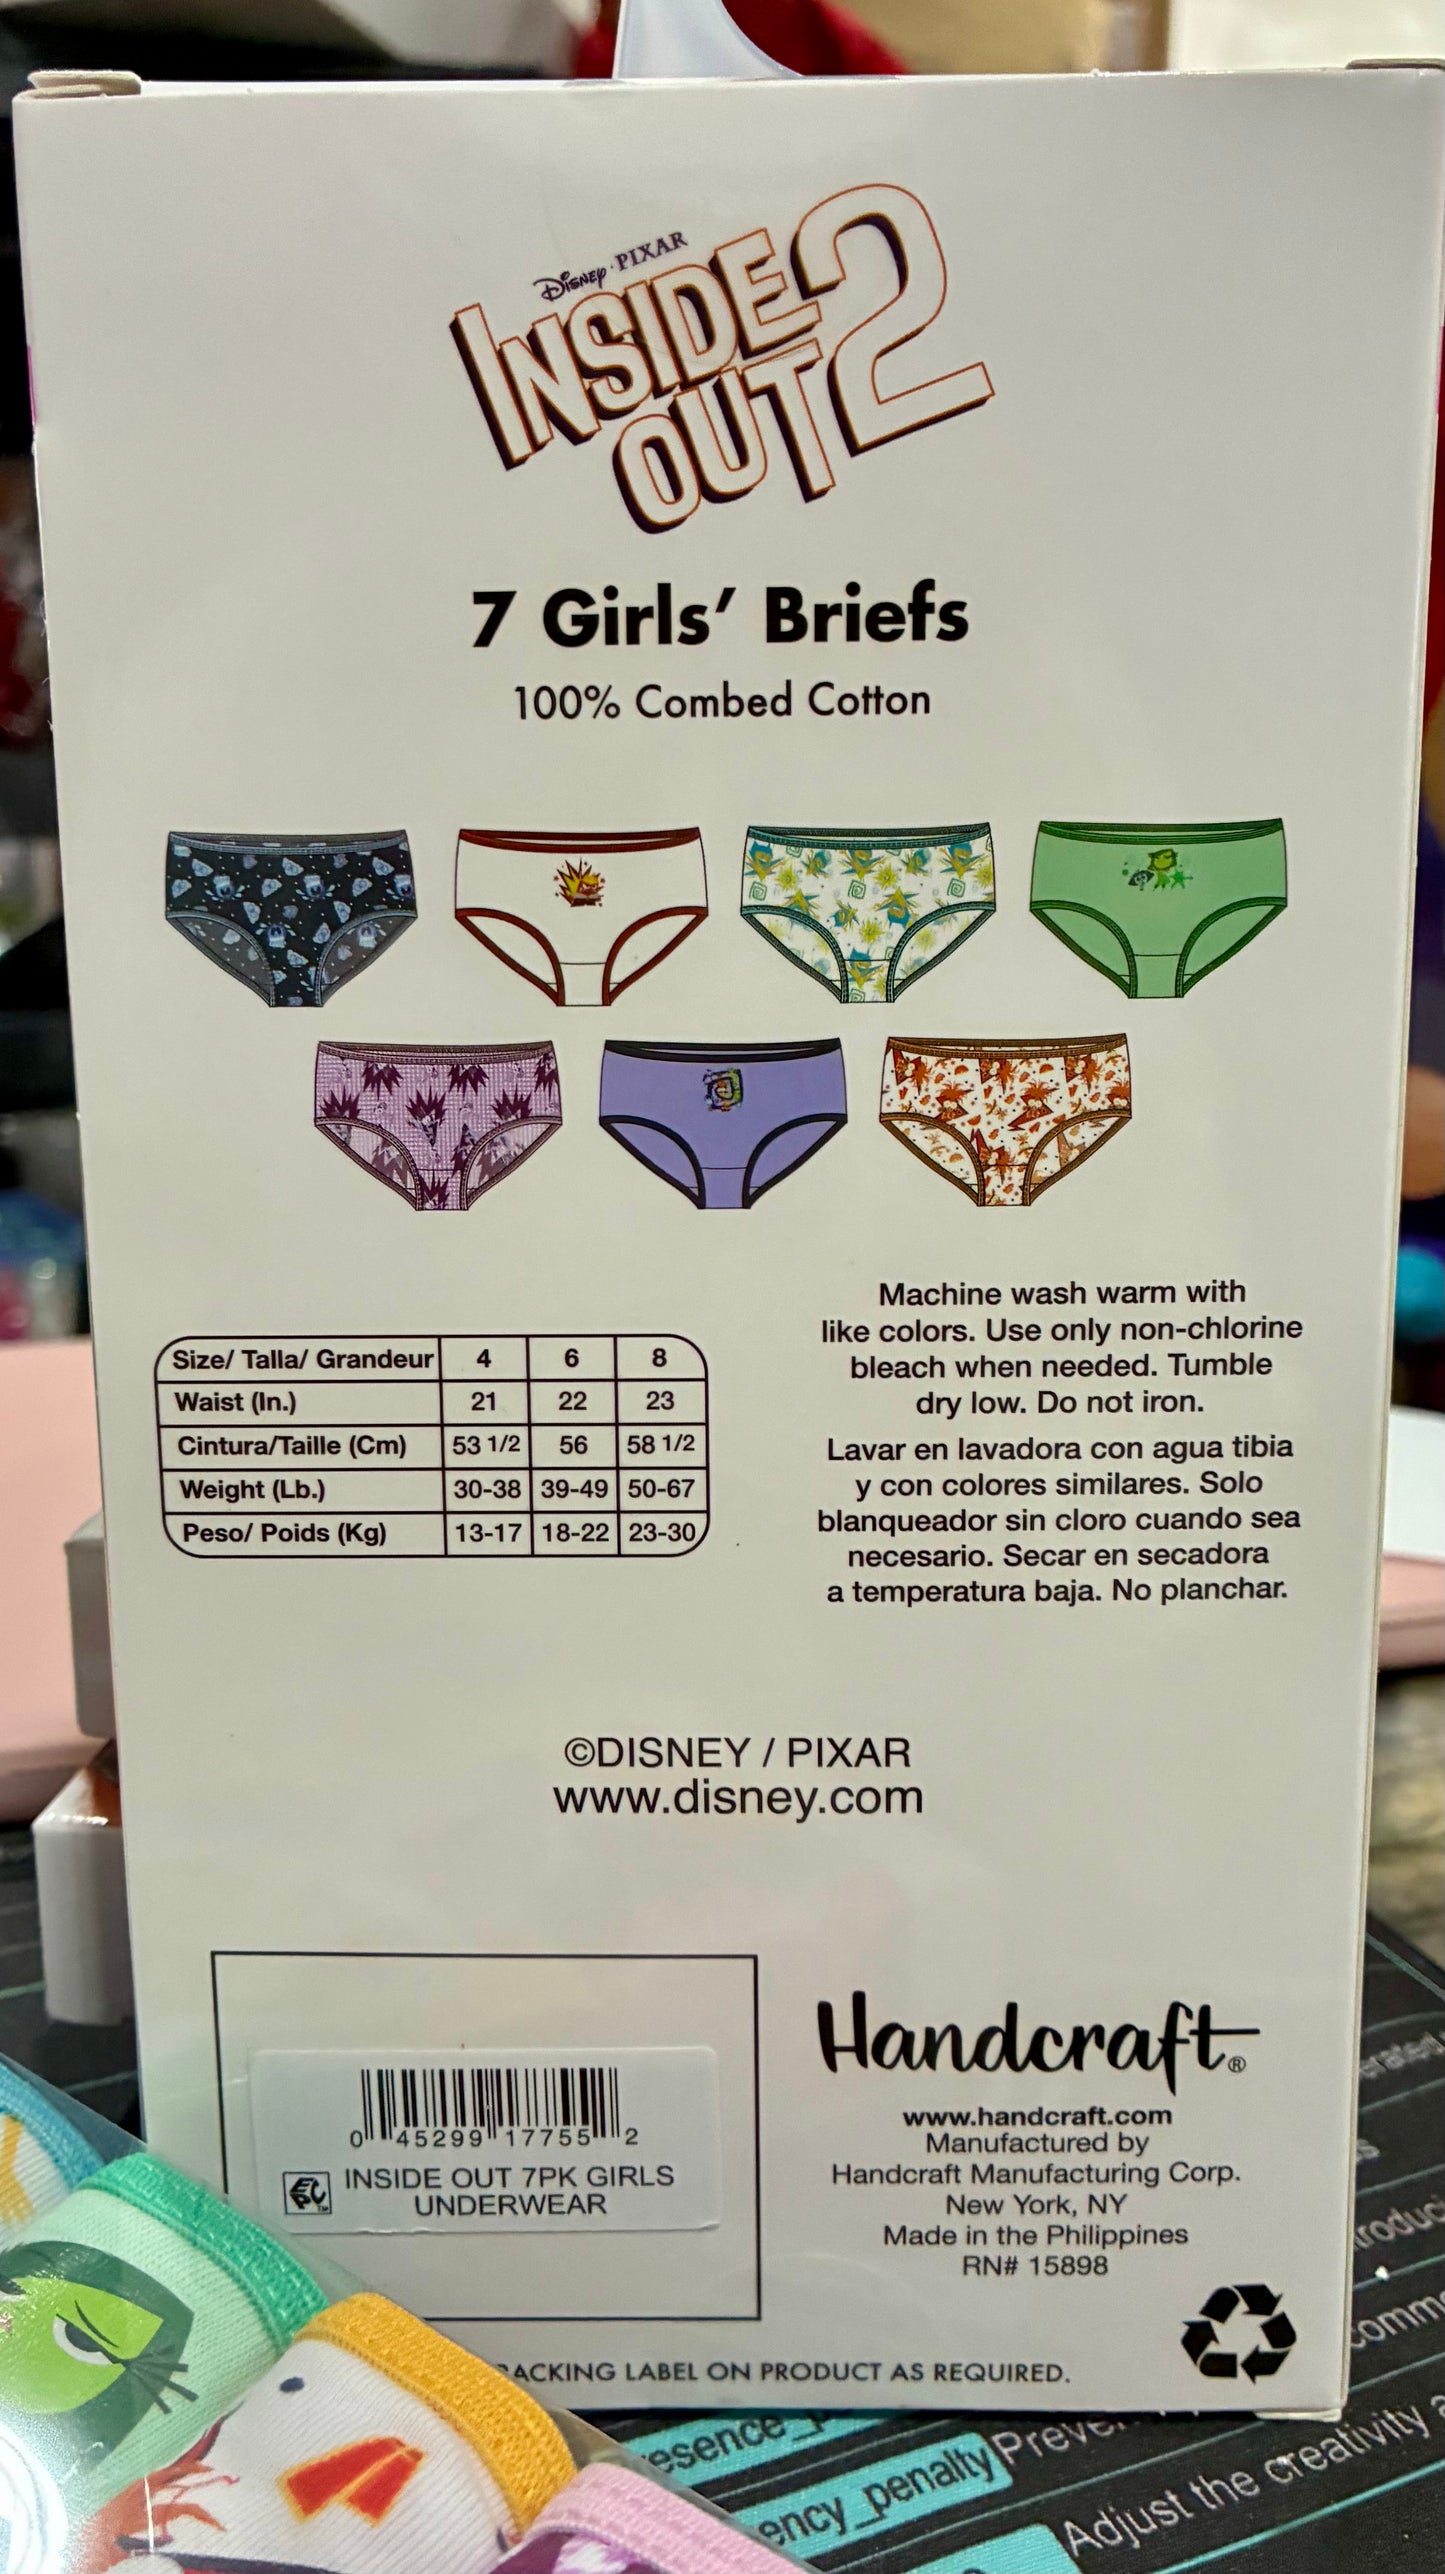 DISNEY · PIXAR
INSIDE
OUT 2
7 Girls’ Briefs
100% Combed Cotton
Size/ Talla/ Grandeur 4 6 8
Waist (In.) 21 22 23
Cintura/Taille (Cm) 53 1/2 56 58 1/2
Weight (Lb.) 30-38 39-49 50-67
Peso/ Poids (Kg) 13-17 18-22 23-30
Machine wash warm with
like colors. Use only non-chlorine
bleach when needed. Tumble
dry low. Do not iron.
Lavar en lavadora con agua tibia
y con colores similares. Solo
blanqueador sin cloro cuando sea
necesario. Secar en secadora
a temperatura baja. No planchar.
©DISNEY / PIXAR
www.disney.com
0 45299 17755 2
INSIDE OUT 7PK GIRLS
UNDERWEAR
Handcraft®
www.handcraft.com
Manufactured by
Handcraft Manufacturing Corp.
New York, NY
Made in the Philippines
RN# 15898
ACKING LABEL ON PRODUCT AS REQUIRED.
penalty
Adjust the creativity